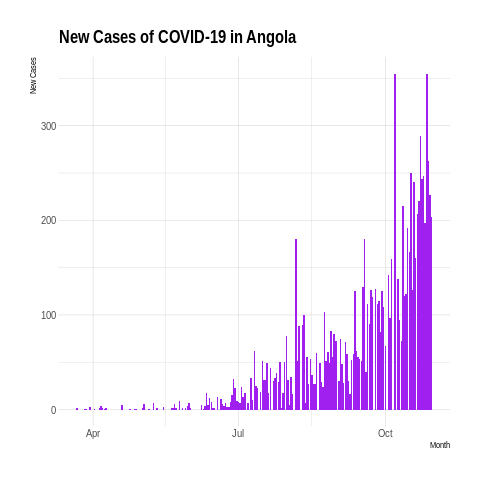 New Cases of COVID-19 in Angola
New Cases
300
200
100
0
Apr
Jul
Oct
Month